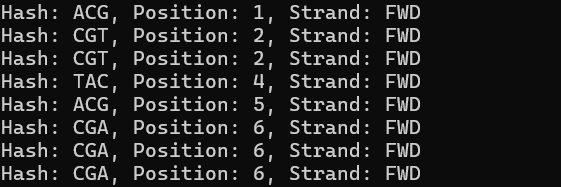 Hash: ACG, Position: 1, Strand: FWD
Hash: CGT, Position: 2, Strand: FWD
Hash: CGT, Position: 2, Strand: FWD
Hash: TAC, Position: 4, Strand: FWD
Hash: ACG, Position: 5, Strand: FWD
Hash: CGA, Position: 6, Strand: FWD
Hash: CGA, Position: 6, Strand: FWD
Hash: CGA, Position: 6, Strand: FWD